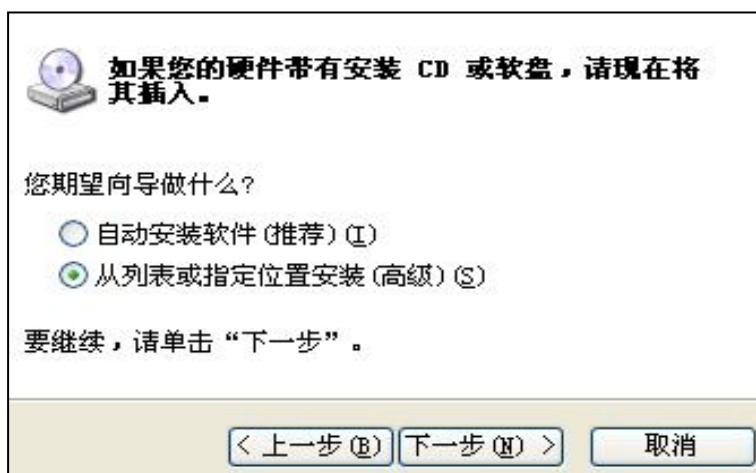 如果您的硬件带有安装 CD 或软盘，请现在将
其插入。
您期望向导做什么?
自动安装软件(推荐)(I)
从列表或指定位置安装(高级)(S)
要继续，请单击“下一步”。
< 上一步(B) 下一步(N) > 取消